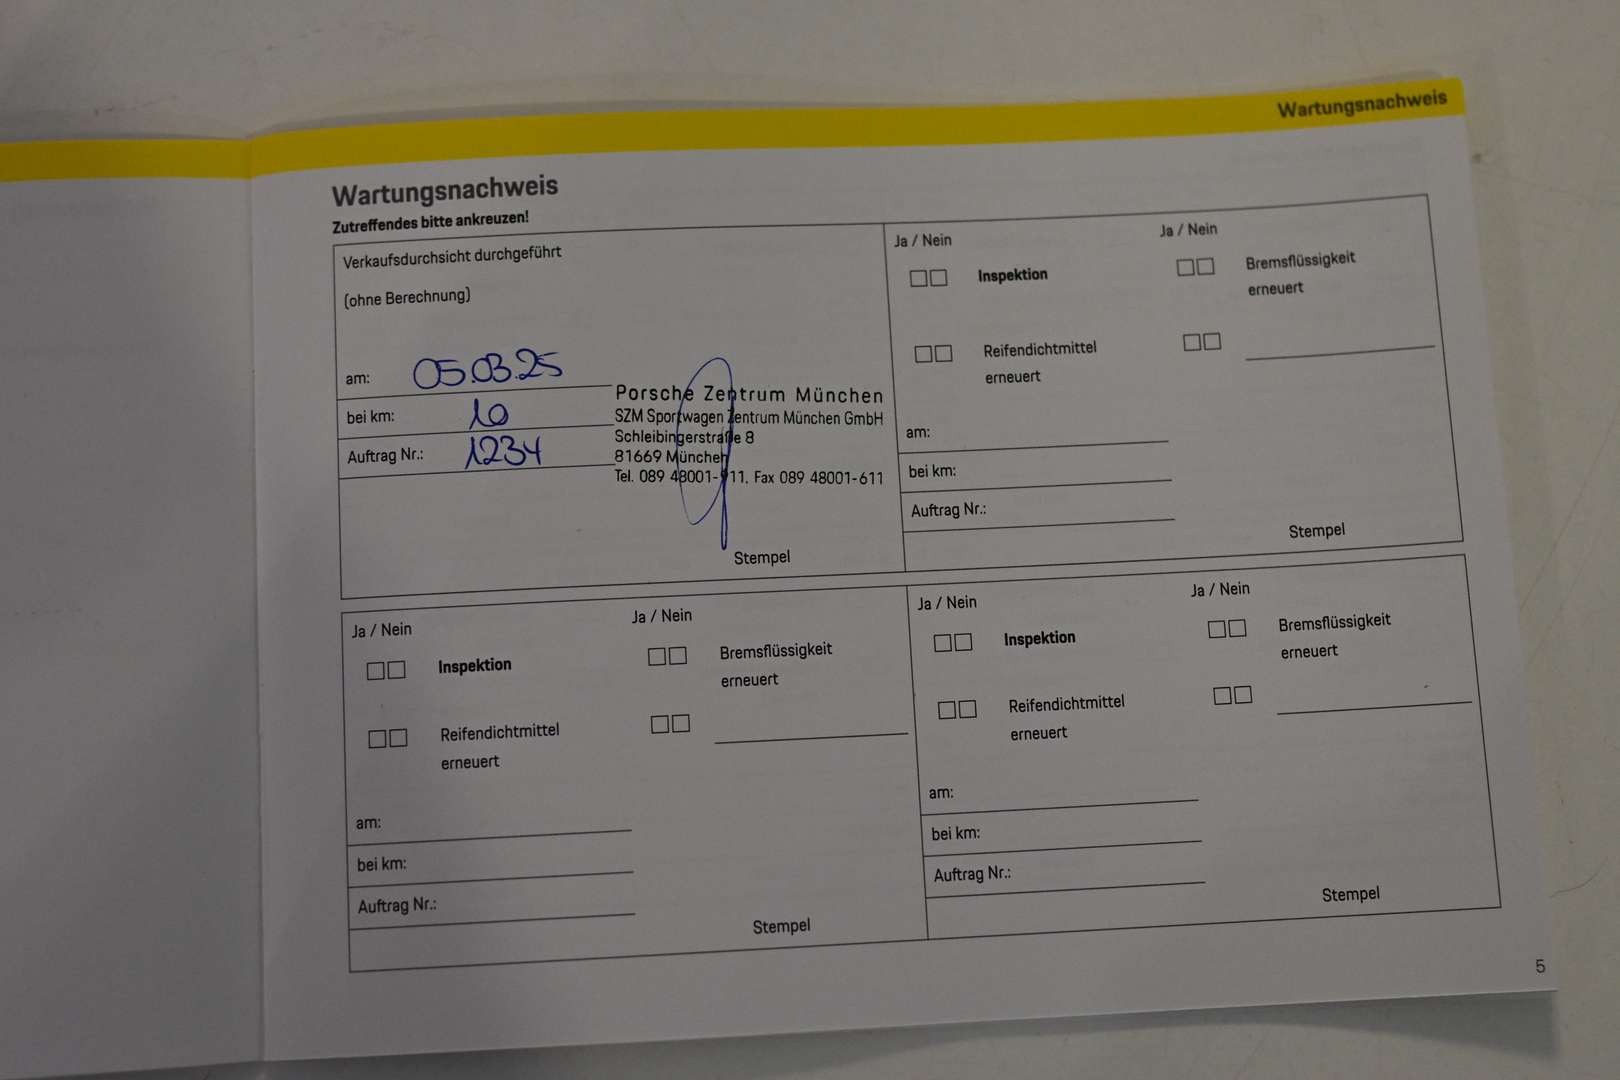 Wartungsnachweis
Wartungsnachweis
Zutreffendes bitte ankreuzen!
Verkaufsdurchsicht durchgeführt
(ohne Berechnung)
am: 05.03.25
bei km: 10
Auftrag Nr.: 1234
Porsche Zentrum München
SZM Sportwagen Zentrum München GmbH
Schleibingerstraße 8
81669 München
Tel. 089 48001-911, Fax 089 48001-611
Stempel
Ja / Nein
Ja / Nein
Inspektion
Bremsflüssigkeit
erneuert
Reifendichtmittel
erneuert
am:
bei km:
Auftrag Nr.:
Stempel
Ja / Nein
Ja / Nein
Inspektion
Bremsflüssigkeit
erneuert
Reifendichtmittel
erneuert
am:
bei km:
Auftrag Nr.:
Stempel
Ja / Nein
Ja / Nein
Inspektion
Bremsflüssigkeit
erneuert
Reifendichtmittel
erneuert
am:
bei km:
Auftrag Nr.:
Stempel
5